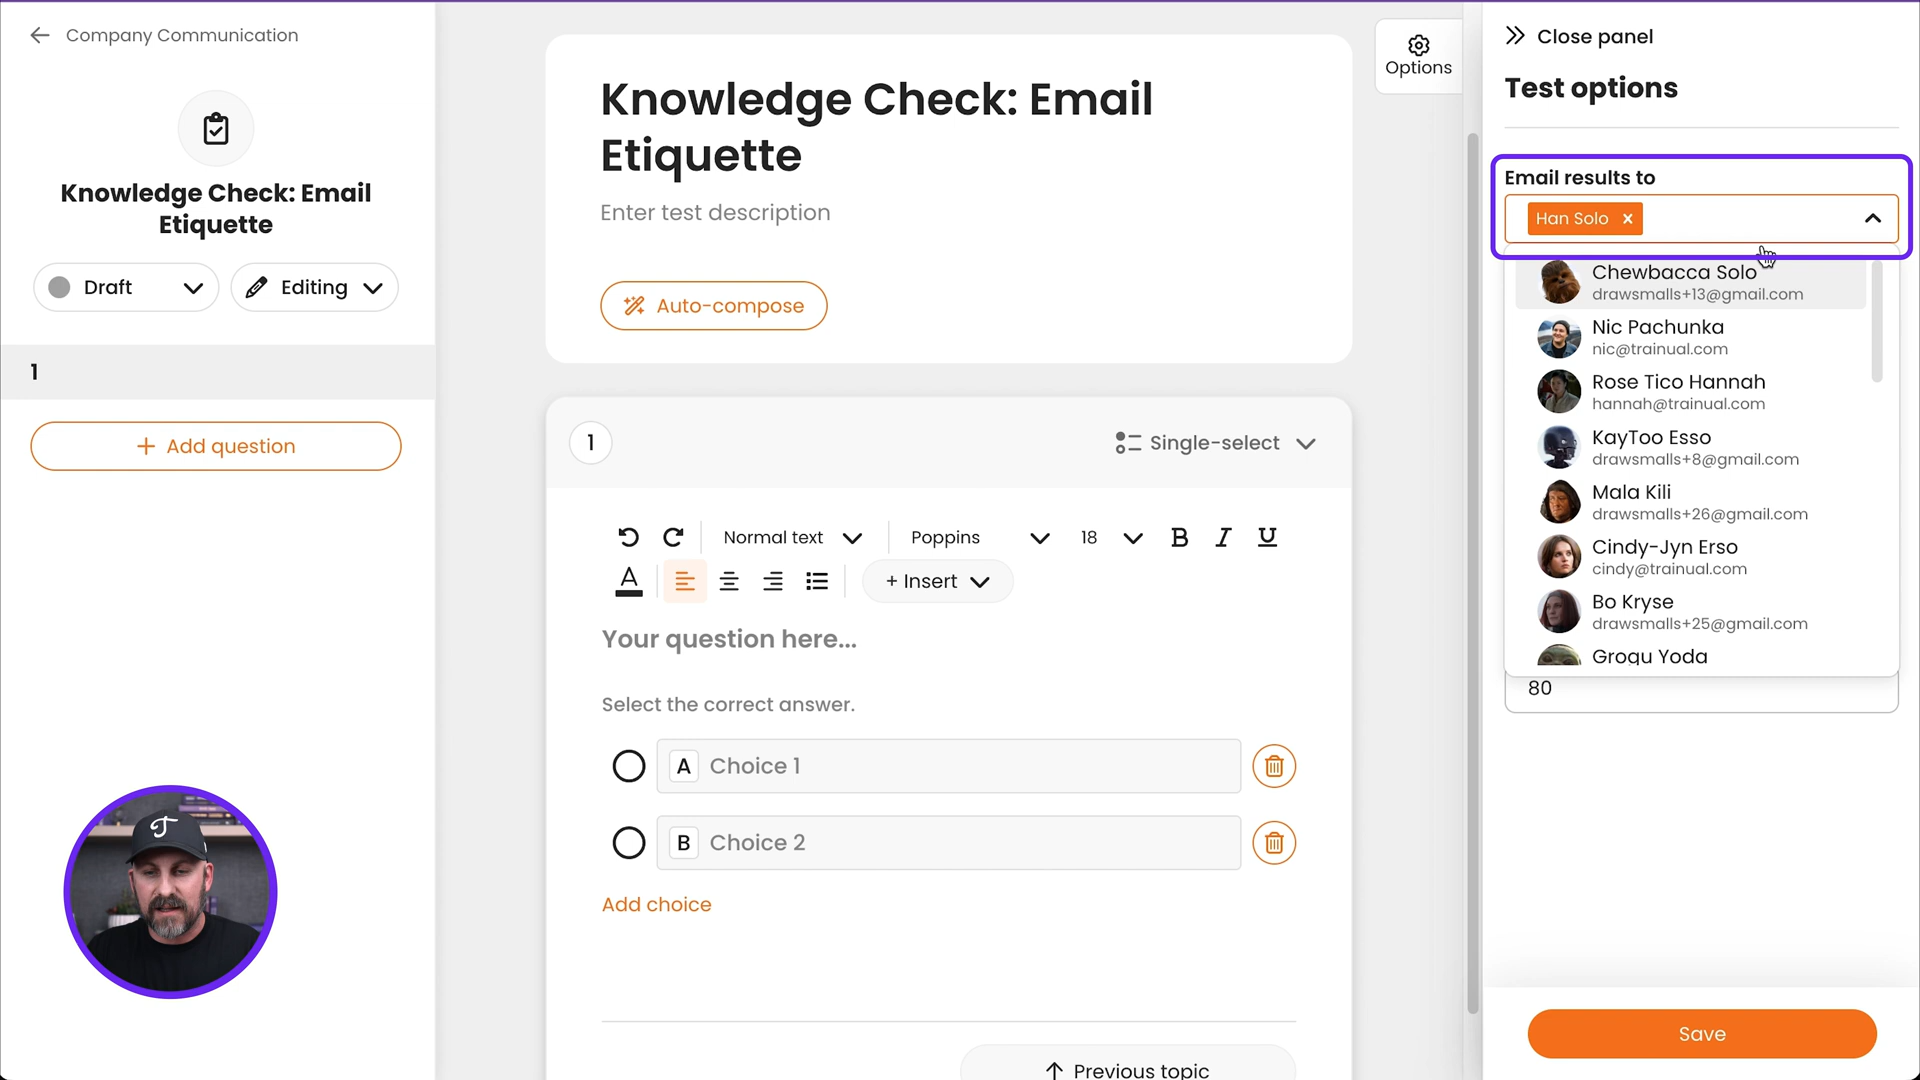 Company Communication
Knowledge Check: Email
Etiquette
Draft
Editing
1
+ Add question
Knowledge Check: Email
Etiquette
Enter test description
Auto-compose
1
Single-select
Normal text
Poppins
18
B
I
U
A
+ Insert
Your question here...
Select the correct answer.
A
Choice 1
B
Choice 2
Add choice
Previous topic
Options
Close panel
Test options
Email results to
Han Solo
Chewbacca Solo
drawsmalls+13@gmail.com
Nic Pachunka
nic@trainual.com
Rose Tico Hannah
hannah@trainual.com
KayToo Esso
drawsmalls+8@gmail.com
Mala Kili
drawsmalls+26@gmail.com
Cindy-Jyn Erso
cindy@trainual.com
Bo Kryse
drawsmalls+25@gmail.com
Grogu Yoda
80
Save